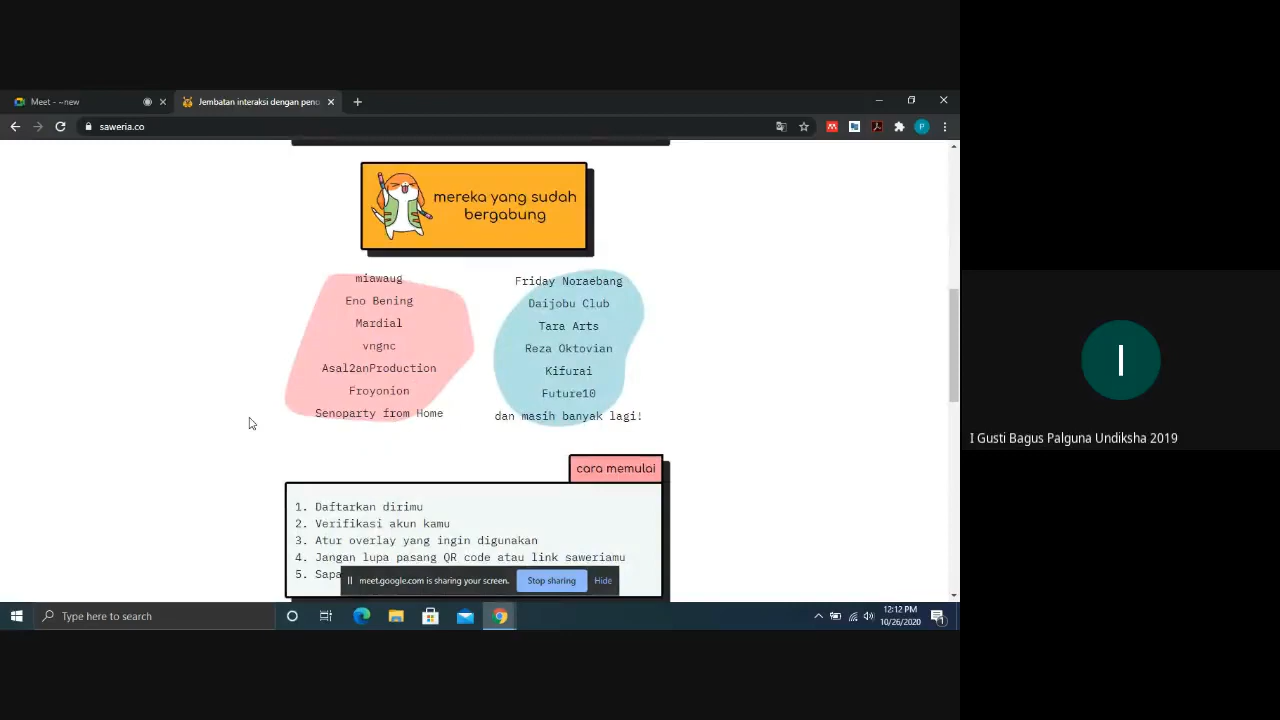 Meet - ~new
Jembatan interaksi dengan peno
saweria.co
P
mereka yang sudah
bergabung
miawaug
Eno Bening
Mardial
vngnc
Asal2anProduction
Froyonion
Senoparty from Home
Friday Noraebang
Daijobu Club
Tara Arts
Reza Oktovian
Kifurai
Future10
dan masih banyak lagi!
cara memulai
1. Daftarkan dirimu
2. Verifikasi akun kamu
3. Atur overlay yang ingin digunakan
4. Jangan lupa pasang QR code atau link saweriamu
5. Sapa
meet.google.com is sharing your screen.
Stop sharing
Hide
Type here to search
12:12 PM
10/26/2020
1
I
I Gusti Bagus Palguna Undiksha 2019